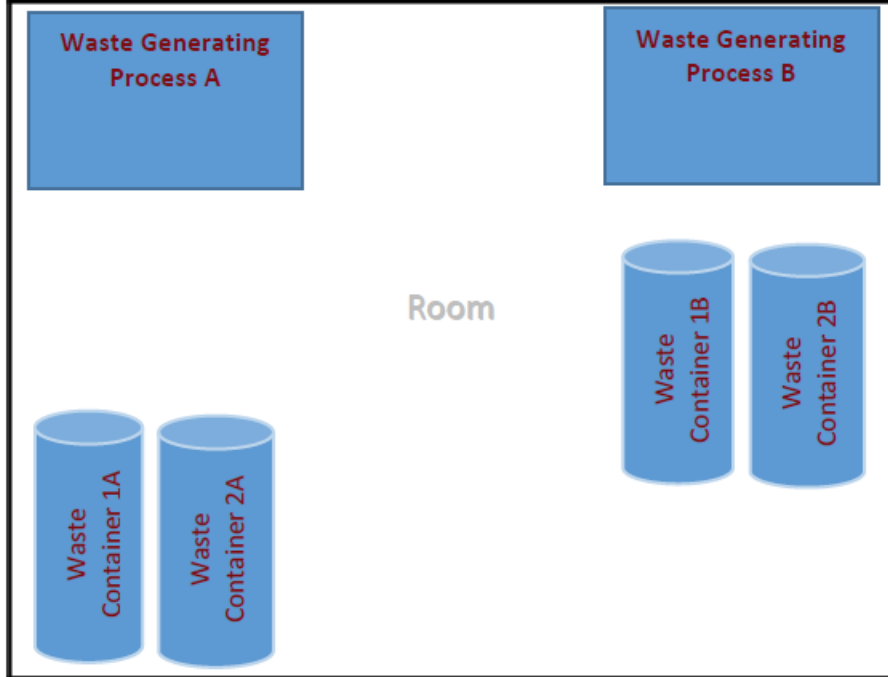 Waste Generating
Process A
Waste Generating
Process B
Room
Waste
Container 1B
Waste
Container 2B
Waste
Container 1A
Waste
Container 2A